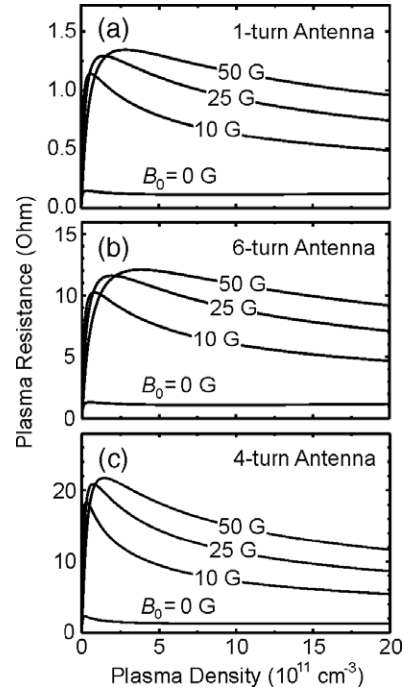 (a) 1-turn Antenna
1.5
50 G
1.0
25 G
10 G
0.5
B₀= 0 G
0.0
(b) 6-turn Antenna
15
50 G
10
25 G
10 G
5
B₀= 0 G
0
(c) 4-turn Antenna
20
50 G
25 G
10
10 G
B₀= 0 G
0
0 5 10 15 20
Plasma Density (10¹¹ cm⁻³)
Plasma Resistance (Ohm)